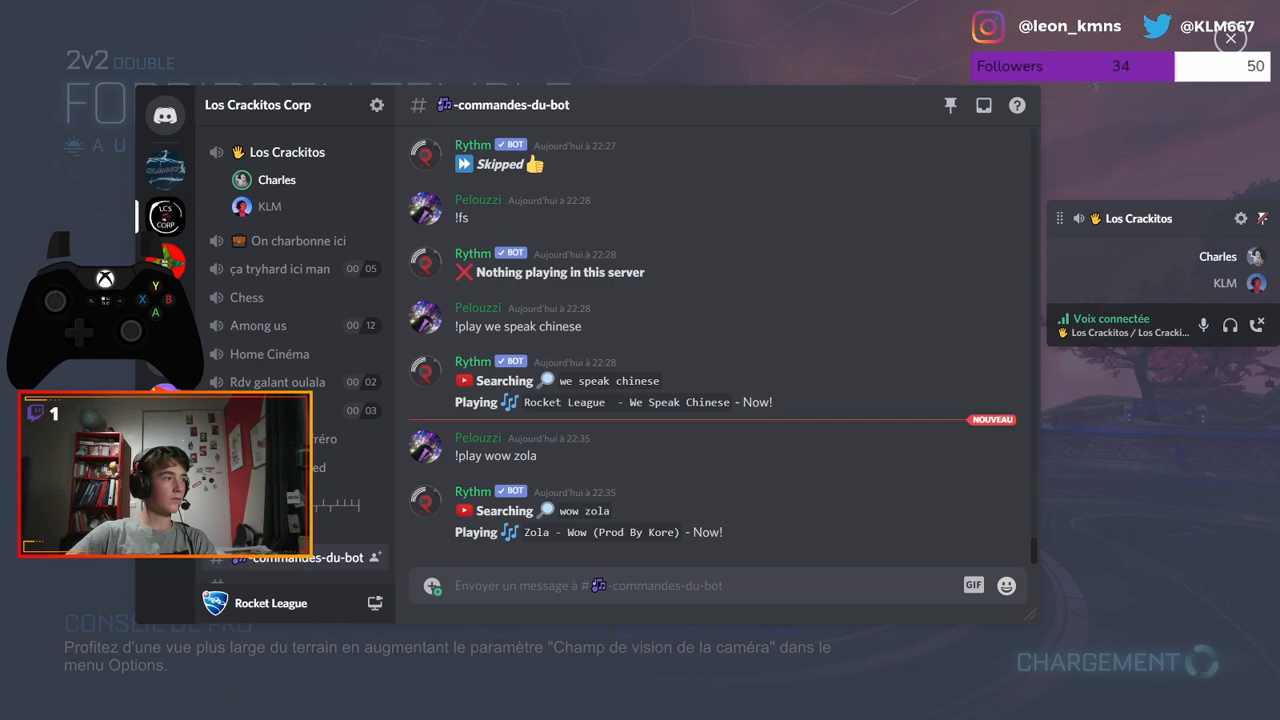 @leon_kmns
@KLM667
Followers 34 50
2v2 DOUBLE
Los Crackitos Corp
# -commandes-du-bot
Los Crackitos
Charles
KLM
On charbonne ici
ça tryhard ici man 00 05
Chess
Among us 00 12
Home Cinéma
Rdv galant oulala 00 02
00 03
-commandes-du-bot
Rocket League
Rythm ✓ BOT Aujourd'hui à 22:27
Skipped
Pelouzzi Aujourd'hui à 22:28
!fs
Rythm ✓ BOT Aujourd'hui à 22:28
Nothing playing in this server
Pelouzzi Aujourd'hui à 22:28
!play we speak chinese
Rythm ✓ BOT Aujourd'hui à 22:28
Searching we speak chinese
Playing Rocket League - We Speak Chinese - Now!
NOUVEAU
Pelouzzi Aujourd'hui à 22:35
!play wow zola
Rythm ✓ BOT Aujourd'hui à 22:35
Searching wow zola
Playing Zola - Wow (Prod By Kore) - Now!
Envoyer un message à # -commandes-du-bot
GIF
Los Crackitos
Charles
KLM
Voix connectée
Los Crackitos / Los Cracki...
LCS
CORP
Y
X B
A
1
CONSEIL DE PRO
Profitez d'une vue plus large du terrain en augmentant le paramètre "Champ de vision de la caméra" dans le
menu Options.
CHARGEMENT